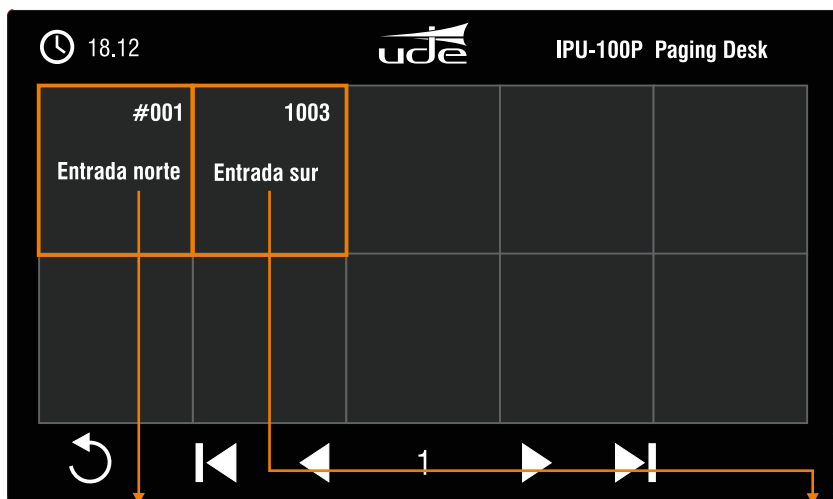 18.12
ude
IPU-100P Paging Desk
#001
1003
Entrada norte
Entrada sur
1